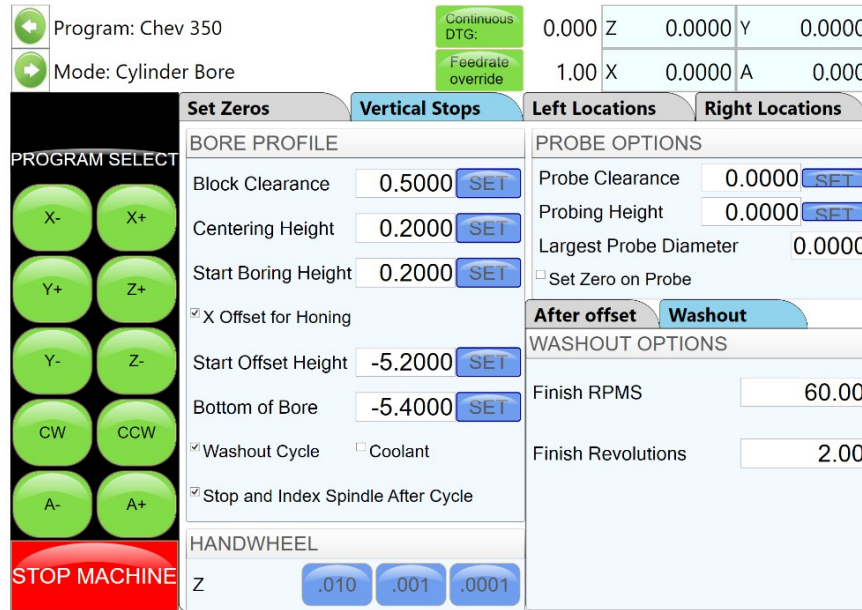 Program: Chev 350
Continuous DTG: 0.000 Z 0.0000 Y 0.0000
Mode: Cylinder Bore
Feedrate override 1.00 X 0.0000 A 0.000
PROGRAM SELECT
X- X+
Y+ Z+
Y- Z-
CW CCW
A- A+
STOP MACHINE
Set Zeros Vertical Stops Left Locations Right Locations
BORE PROFILE
Block Clearance 0.5000 SET
Centering Height 0.2000 SET
Start Boring Height 0.2000 SET
X Offset for Honing
Start Offset Height -5.2000 SET
Bottom of Bore -5.4000 SET
Washout Cycle Coolant
Stop and Index Spindle After Cycle
HANDWHEEL
Z .010 .001 .0001
PROBE OPTIONS
Probe Clearance 0.0000 SET
Probing Height 0.0000 SET
Largest Probe Diameter 0.0000
Set Zero on Probe
After offset Washout
WASHOUT OPTIONS
Finish RPMS 60.00
Finish Revolutions 2.00